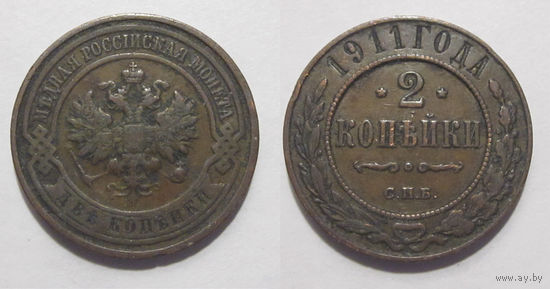 МѢДНАЯ РОССІЙСКАЯ МОНЕТА
ДВѢ КОПѢЙКИ
1911 ГОДА
2
КОПѢЙКИ
С.П.Б.
www.ay.by